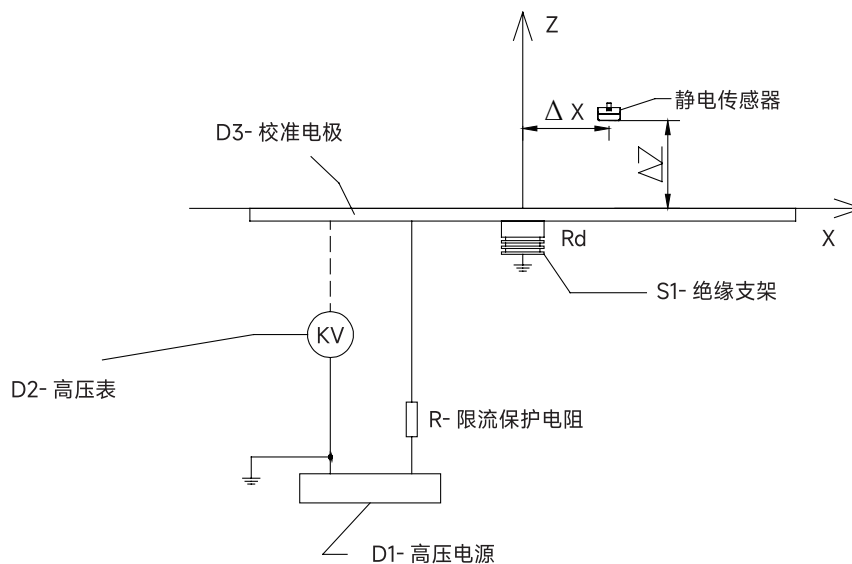 Z
静电传感器
Δ X
ΔZ
D3- 校准电极
X
Rd
S1- 绝缘支架
KV
D2- 高压表
R- 限流保护电阻
D1- 高压电源